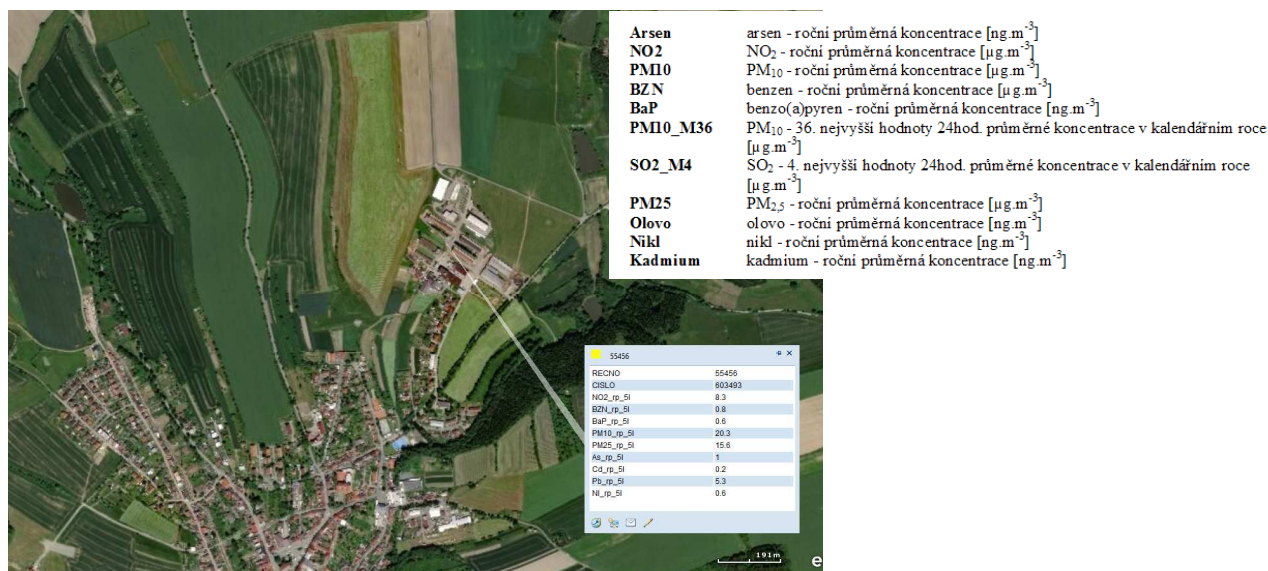 Arsen arsen - roční průměrná koncentrace [ng.m⁻³]
NO2 NO₂ - roční průměrná koncentrace [µg.m⁻³]
PM10 PM₁₀ - roční průměrná koncentrace [µg.m⁻³]
BZN benzen - roční průměrná koncentrace [µg.m⁻³]
BaP benzo(a)pyren - roční průměrná koncentrace [ng.m⁻³]
PM10_M36 PM₁₀ - 36. nejvyšší hodnoty 24hod. průměrné koncentrace v kalendářním roce
[µg.m⁻³]
SO2_M4 SO₂ - 4. nejvyšší hodnoty 24hod. průměrné koncentrace v kalendářním roce
[µg.m⁻³]
PM25 PM₂,₅ - roční průměrná koncentrace [µg.m⁻³]
Olovo olovo - roční průměrná koncentrace [ng.m⁻³]
Nikl nikl - roční průměrná koncentrace [ng.m⁻³]
Kadmium kadmium - roční průměrná koncentrace [ng.m⁻³]
55456
RECNO 55456
CISLO 603493
NO2_rp_5l 8.3
BZN_rp_5l 0.8
BaP_rp_5l 0.6
PM10_rp_5l 20.3
PM25_rp_5l 15.6
As_rp_5l 1
Cd_rp_5l 0.2
Pb_rp_5l 5.3
NI_rp_5l 0.6
191m
e